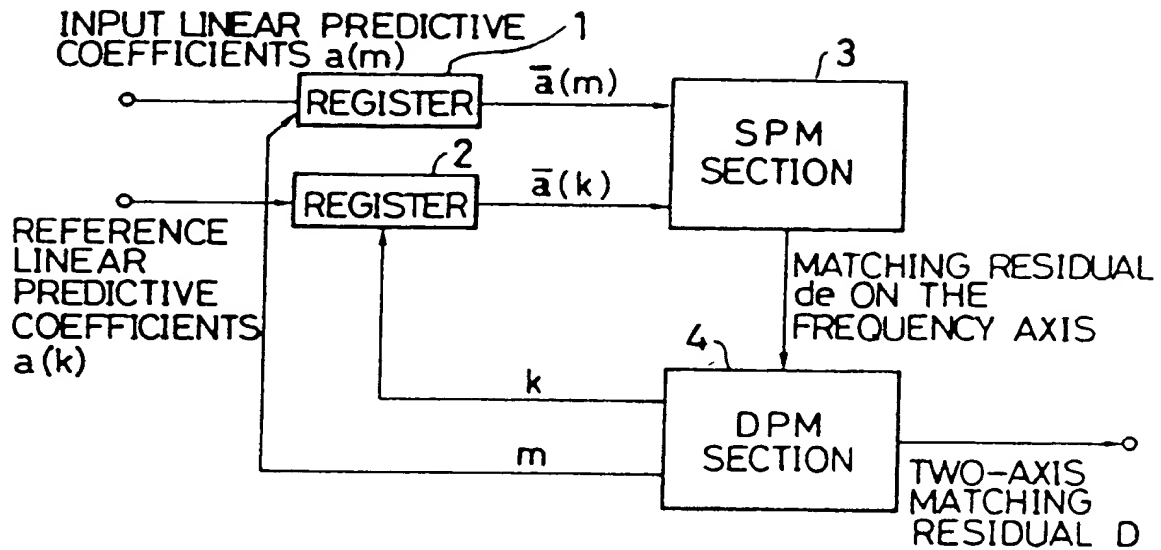 INPUT LINEAR PREDICTIVE
COEFFICIENTS a(m)
1
REGISTER
a̅(m)
3
SPM
SECTION
2
REGISTER
a̅(k)
REFERENCE
LINEAR
PREDICTIVE
COEFFICIENTS
a(k)
MATCHING RESIDUAL
de ON THE
FREQUENCY AXIS
4
k
DPM
SECTION
m
TWO-AXIS
MATCHING
RESIDUAL D